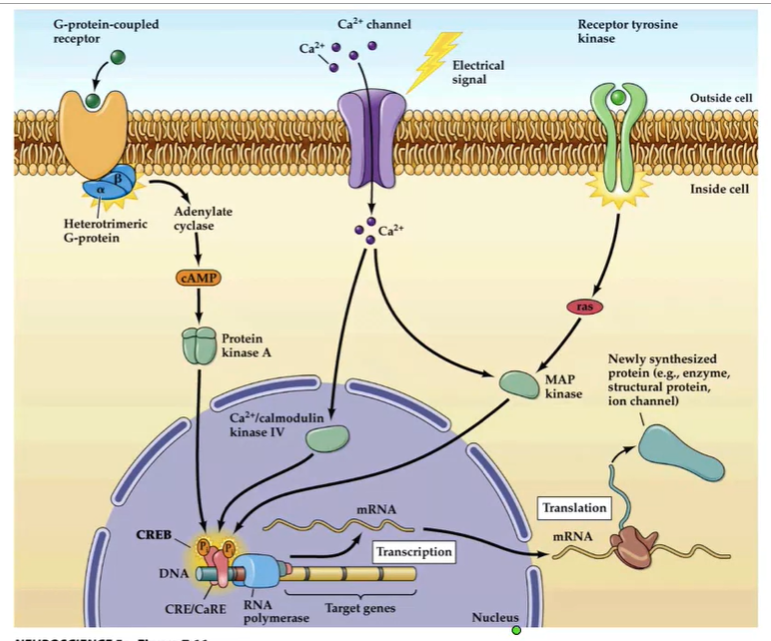 G-protein-coupled
receptor
Ca²⁺ channel
Ca²⁺
Electrical
signal
Receptor tyrosine
kinase
Outside cell
Inside cell
β
α
Heterotrimeric
G-protein
Adenylate
cyclase
cAMP
Protein
kinase A
Ca²⁺
ras
MAP
kinase
Newly synthesized
protein (e.g., enzyme,
structural protein,
ion channel)
Ca²⁺/calmodulin
kinase IV
CREB
P
P
DNA
CRE/CaRE
RNA
polymerase
mRNA
Transcription
Target genes
Translation
mRNA
Nucleus